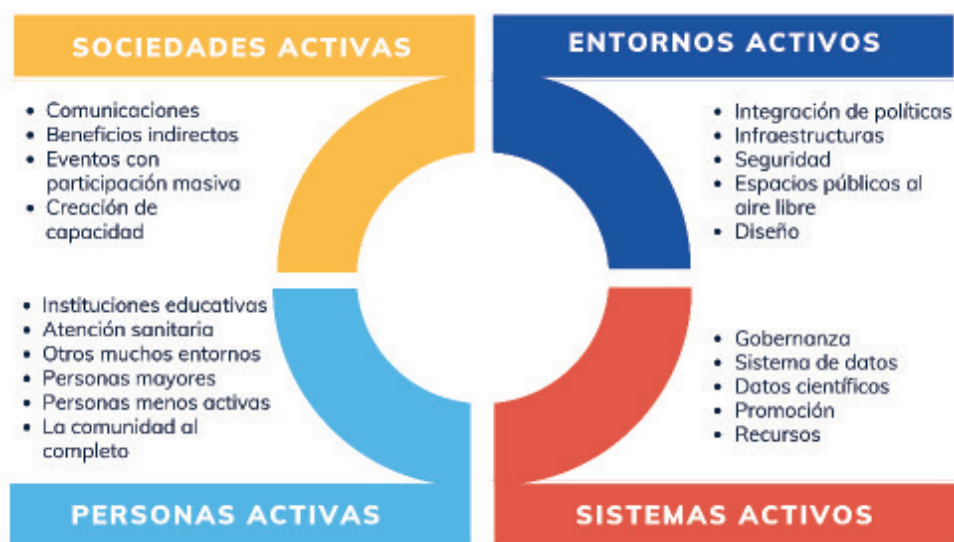 SOCIEDADES ACTIVAS
• Comunicaciones
• Beneficios indirectos
• Eventos con
participación masiva
• Creación de
capacidad
ENTORNOS ACTIVOS
• Integración de políticas
• Infraestructuras
• Seguridad
• Espacios públicos al
aire libre
• Diseño
• Instituciones educativas
• Atención sanitaria
• Otros muchos entornos
• Personas mayores
• Personas menos activas
• La comunidad al
completo
PERSONAS ACTIVAS
• Gobernanza
• Sistema de datos
• Datos científicos
• Promoción
• Recursos
SISTEMAS ACTIVOS